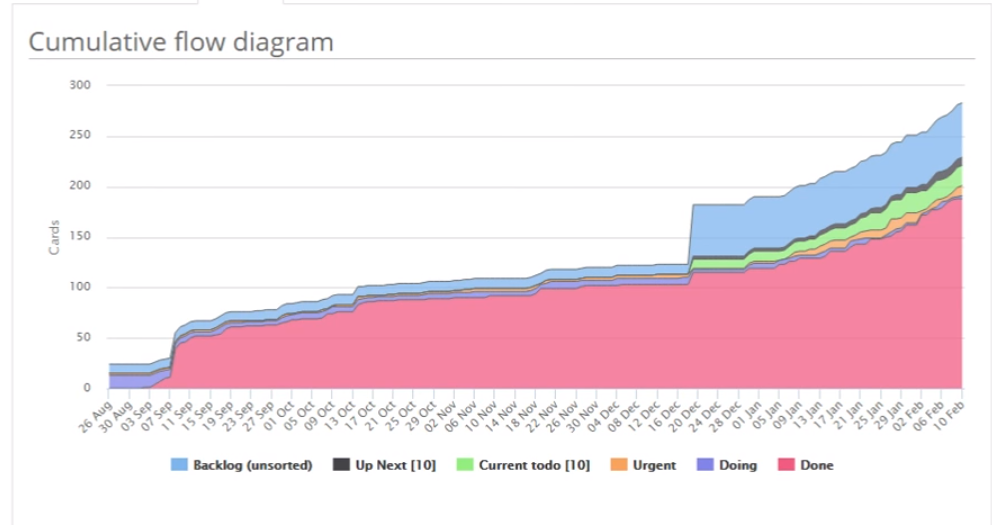 Cumulative flow diagram
300
250
200
150
100
50
0
Cards
26 Aug
30 Aug
03 Sep
07 Sep
11 Sep
15 Sep
19 Sep
23 Sep
27 Sep
01 Oct
05 Oct
09 Oct
13 Oct
17 Oct
21 Oct
25 Oct
29 Oct
02 Nov
06 Nov
10 Nov
14 Nov
18 Nov
22 Nov
26 Nov
30 Nov
04 Dec
08 Dec
12 Dec
16 Dec
20 Dec
24 Dec
28 Dec
01 Jan
05 Jan
09 Jan
13 Jan
17 Jan
21 Jan
25 Jan
29 Jan
02 Feb
06 Feb
10 Feb
Backlog (unsorted) Up Next [10] Current todo [10] Urgent Doing Done